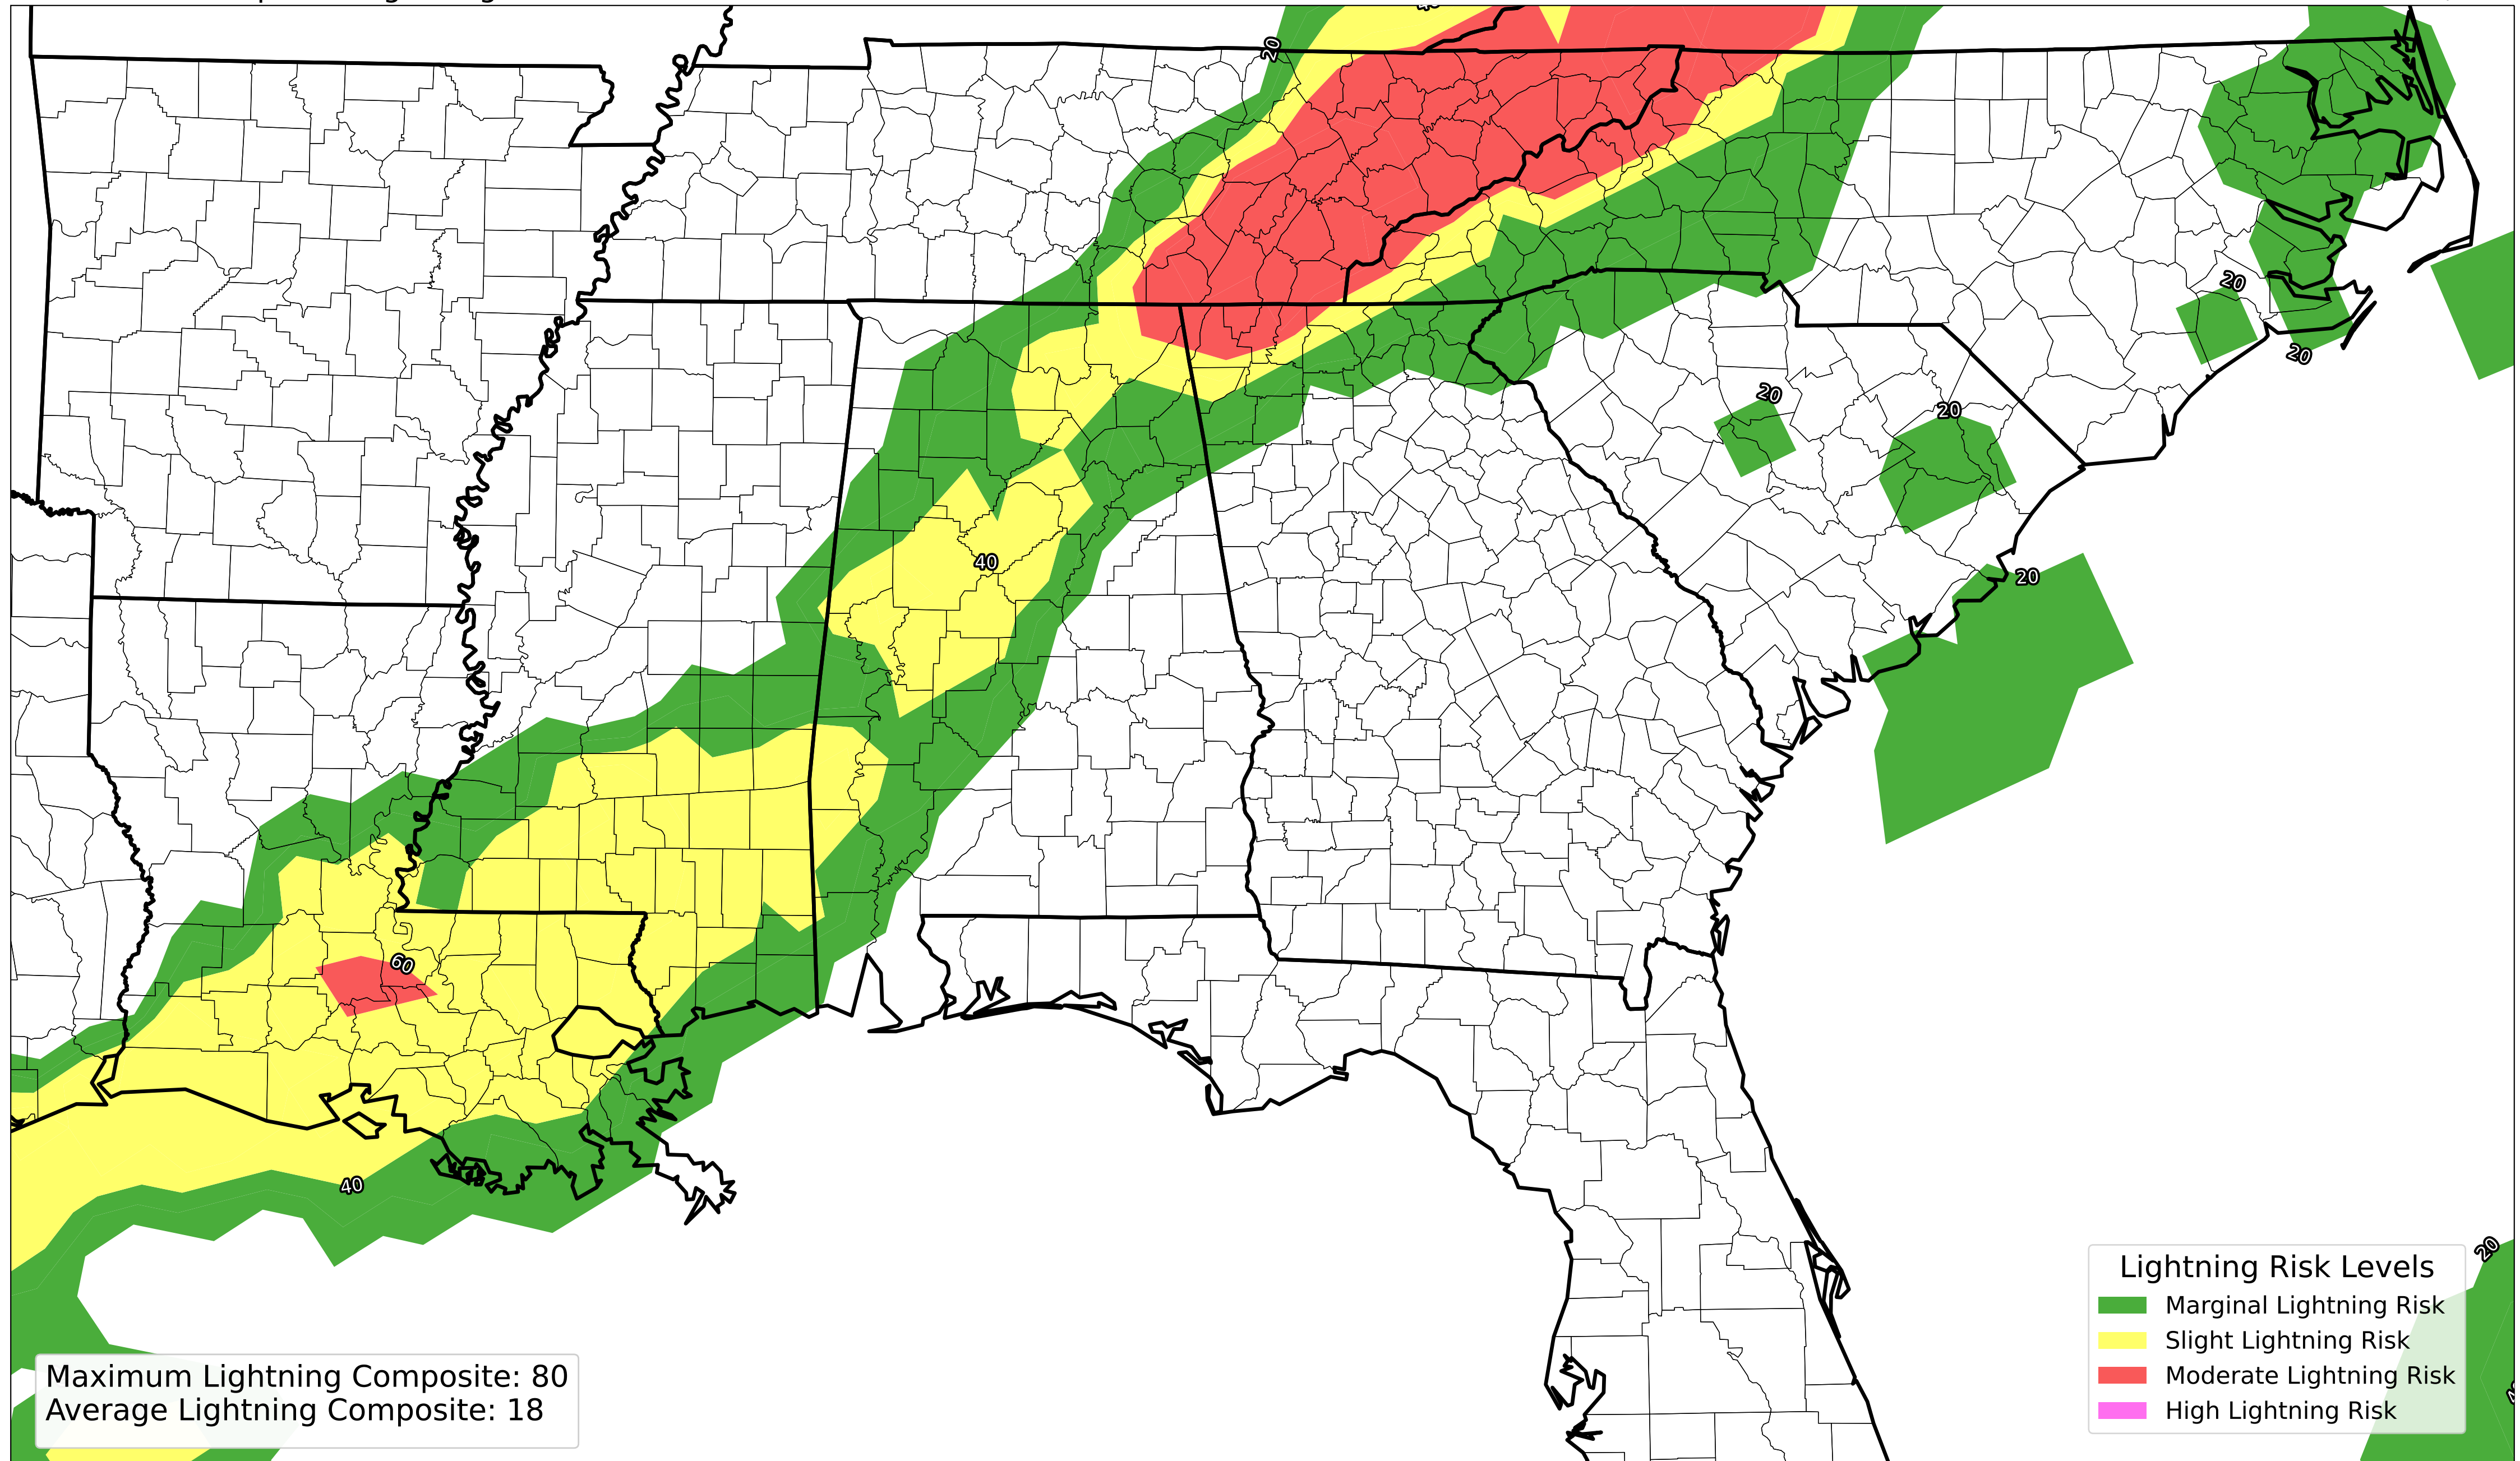 20
40
20
20
20
20
40
20
60
40
20
Lightning Risk Levels
Marginal Lightning Risk
Slight Lightning Risk
Moderate Lightning Risk
High Lightning Risk
Maximum Lightning Composite: 80
Average Lightning Composite: 18